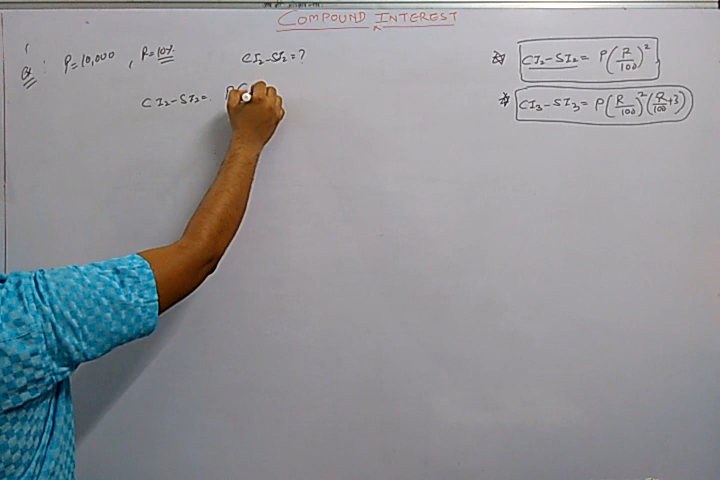 COMPOUND INTEREST
Q1: P=10,000, R=10% CI₂-SI₂=?
CI₂-SI₂= P(
CI₂-SI₂= P(R/100)²
CI₃-SI₃= P(R/100)²(R/100+3)